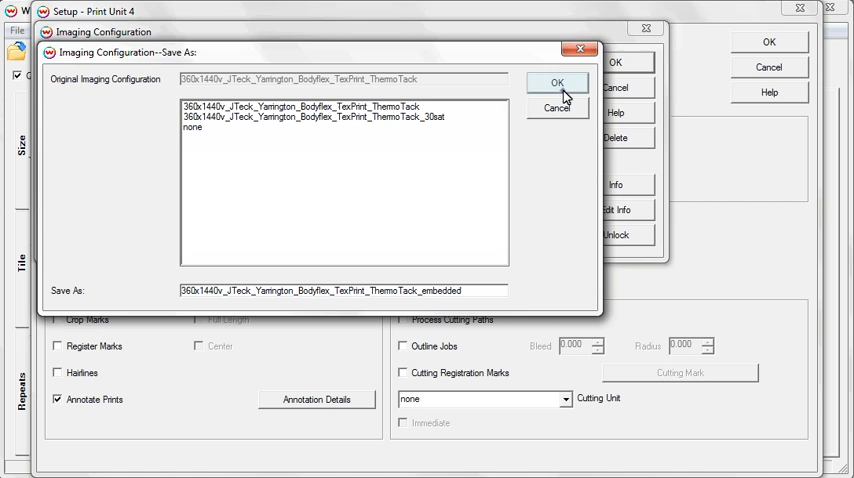 Setup - Print Unit 4
File
Imaging Configuration
Imaging Configuration--Save As:
Original Imaging Configuration
360x1440v_JTeck_Yarrington_Bodyflex_TexPrint_ThermoTack
OK
Cancel
360x1440v_JTeck_Yarrington_Bodyflex_TexPrint_ThermoTack
360x1440v_JTeck_Yarrington_Bodyflex_TexPrint_ThermoTack_30sat
none
Save As:
360x1440v_JTeck_Yarrington_Bodyflex_TexPrint_ThermoTack_embedded
OK
Cancel
Help
Delete
Info
Edit Info
Unlock
OK
Cancel
Help
Size
Tile
Repeats
Crop Marks
Full Length
Register Marks
Center
Hairlines
Annotate Prints
Annotation Details
Process Cutting Paths
Outline Jobs
Bleed
0.000
Radius
0.000
Cutting Registration Marks
Cutting Mark
none
Cutting Unit
Immediate